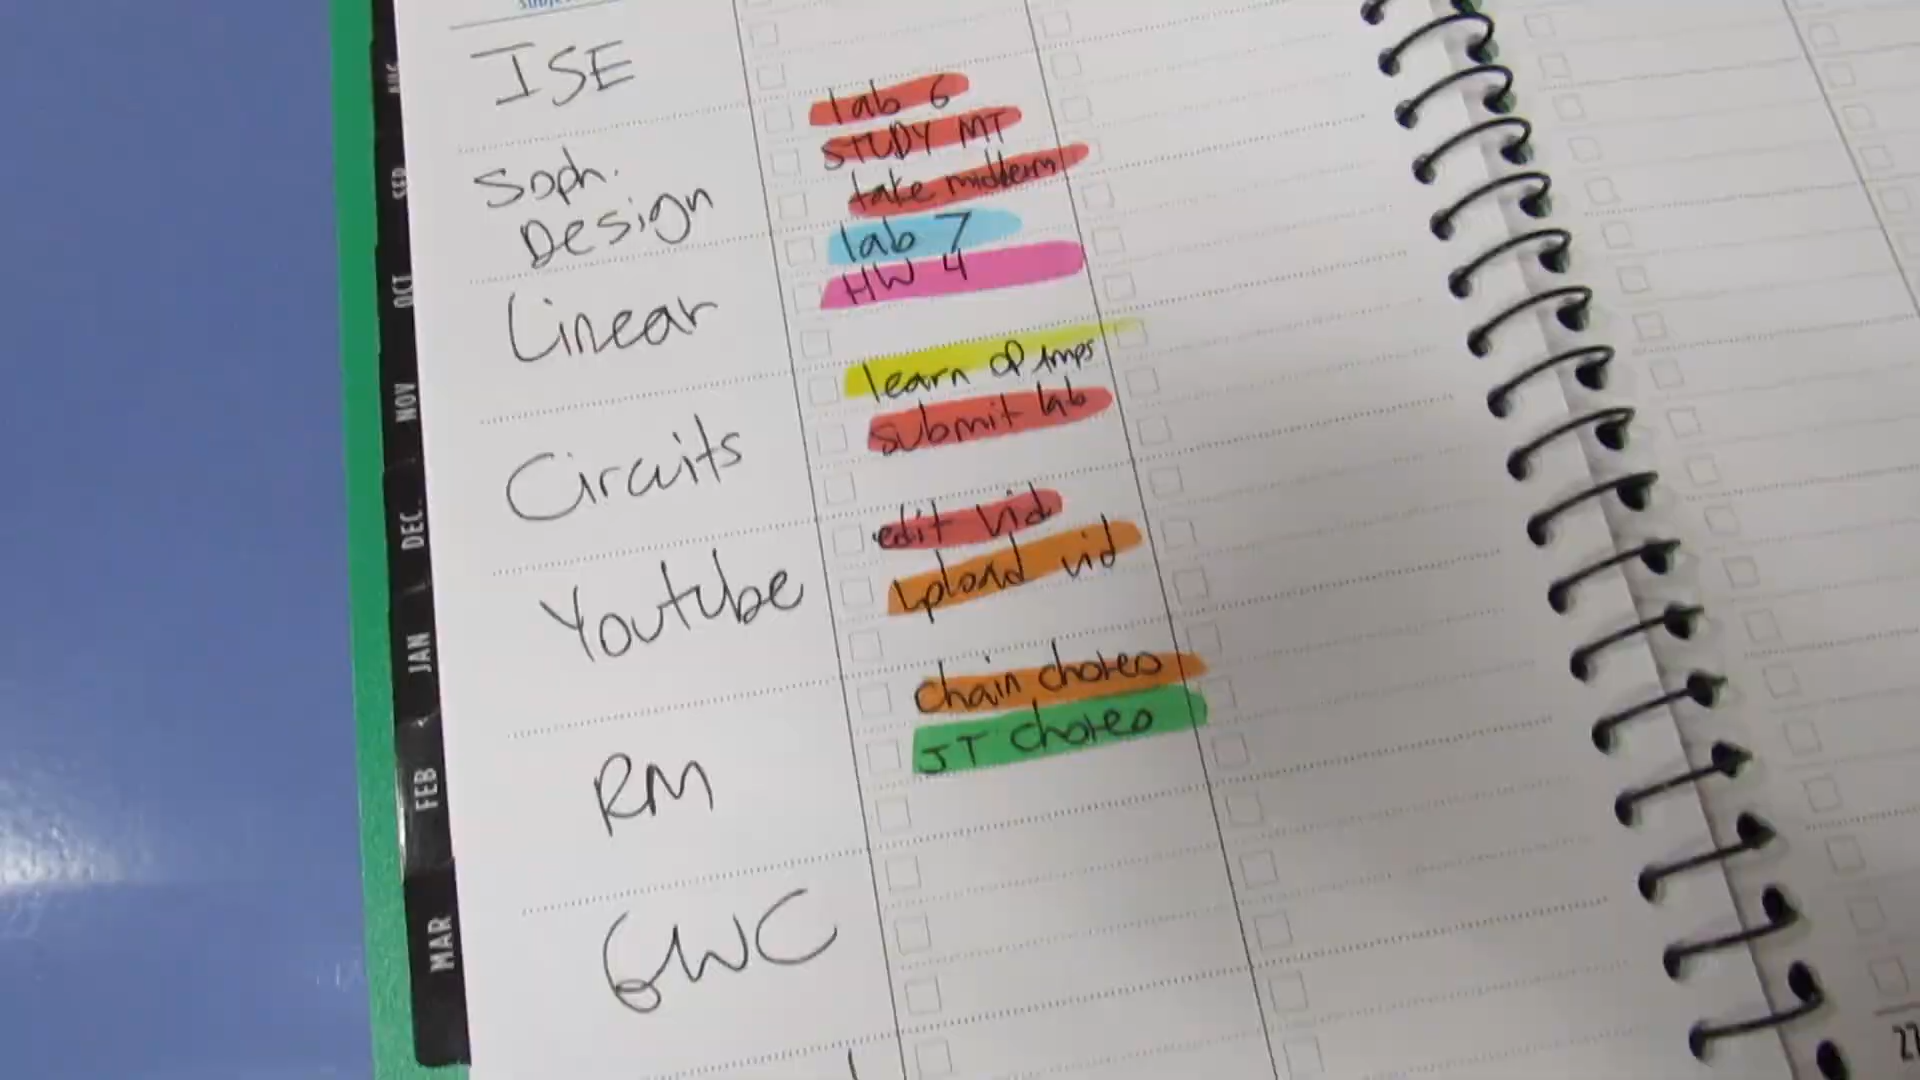 ISE
lab 6
STUDY MT
Soph.
Design
take midterm
lab 7
HW 4
Linear
learn OP Amps
submit lab
Circuits
edit vid
upload vid
Youtube
chain choreo
JT choreo
RM
GWC
AUG
SEP
OCT
NOV
DEC
JAN
FEB
MAR